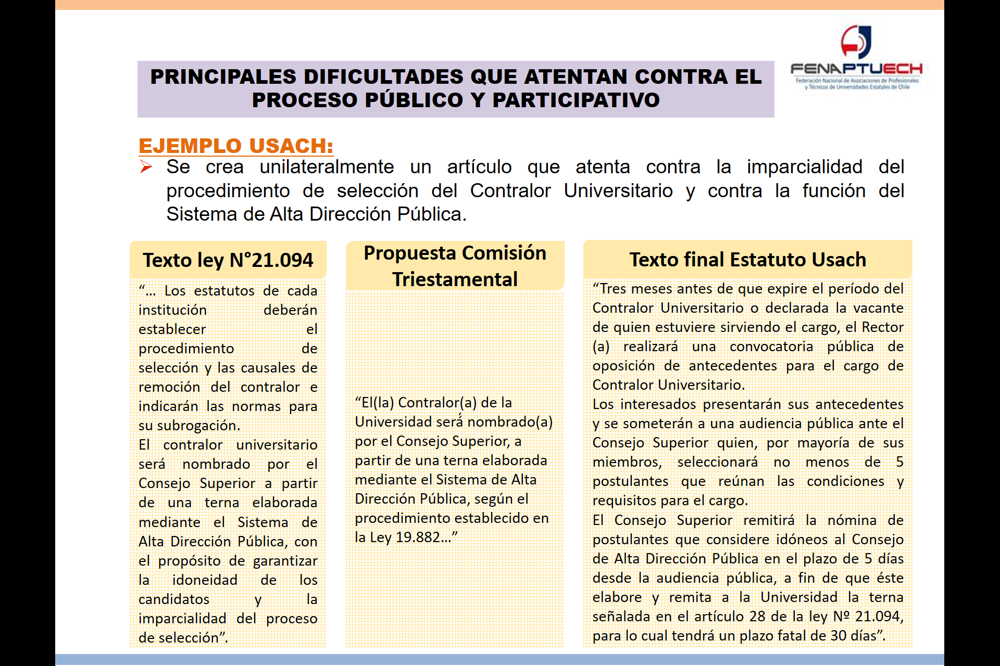 FENAPTUECH
Federación Nacional de Asociaciones de Profesionales
y Técnicos de Universidades Estatales de Chile
PRINCIPALES DIFICULTADES QUE ATENTAN CONTRA EL
PROCESO PÚBLICO Y PARTICIPATIVO
EJEMPLO USACH:
Se crea unilateralmente un artículo que atenta contra la imparcialidad del
procedimiento de selección del Contralor Universitario y contra la función del
Sistema de Alta Dirección Pública.
Texto ley N°21.094
“... Los estatutos de cada
institución deberán
establecer el
procedimiento de
selección y las causales de
remoción del contralor e
indicarán las normas para
su subrogación.
El contralor universitario
será nombrado por el
Consejo Superior a partir
de una terna elaborada
mediante el Sistema de
Alta Dirección Pública, con
el propósito de garantizar
la idoneidad de los
candidatos y la
imparcialidad del proceso
de selección”.
Propuesta Comisión
Triestamental
“El(la) Contralor(a) de la
Universidad será nombrado(a)
por el Consejo Superior, a
partir de una terna elaborada
mediante el Sistema de Alta
Dirección Pública, según el
procedimiento establecido en
la Ley 19.882...”
Texto final Estatuto Usach
“Tres meses antes de que expire el período del
Contralor Universitario o declarada la vacante
de quien estuviere sirviendo el cargo, el Rector
(a) realizará una convocatoria pública de
oposición de antecedentes para el cargo de
Contralor Universitario.
Los interesados presentarán sus antecedentes
y se someterán a una audiencia pública ante el
Consejo Superior quien, por mayoría de sus
miembros, seleccionará no menos de 5
postulantes que reúnan las condiciones y
requisitos para el cargo.
El Consejo Superior remitirá la nómina de
postulantes que considere idóneos al Consejo
de Alta Dirección Pública en el plazo de 5 días
desde la audiencia pública, a fin de que éste
elabore y remita a la Universidad la terna
señalada en el artículo 28 de la ley Nº 21.094,
para lo cual tendrá un plazo fatal de 30 días”.